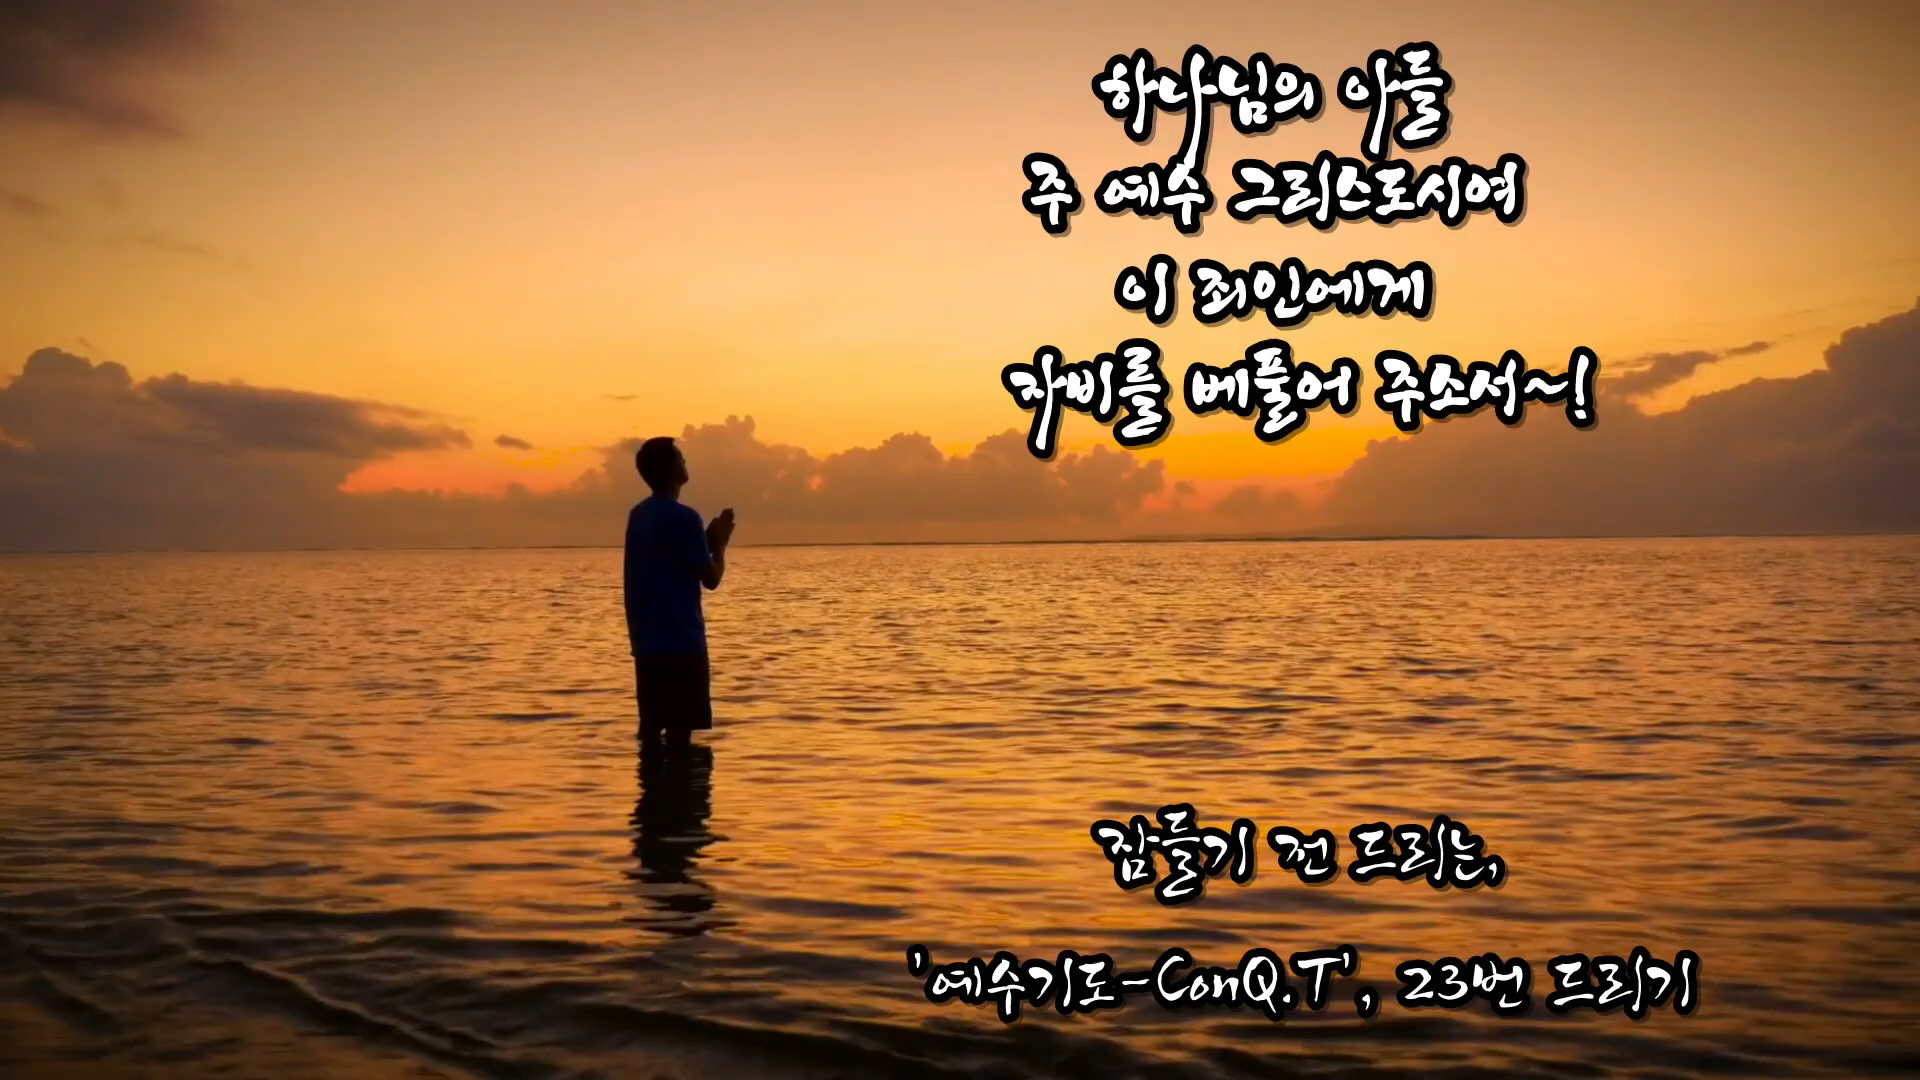 하나님의 아들
주 예수 그리스도시여
이 죄인에게
자비를 베풀어 주소서~!
잠들기 전 드리는,
'예수기도-ConQ.T', 23번 드리기